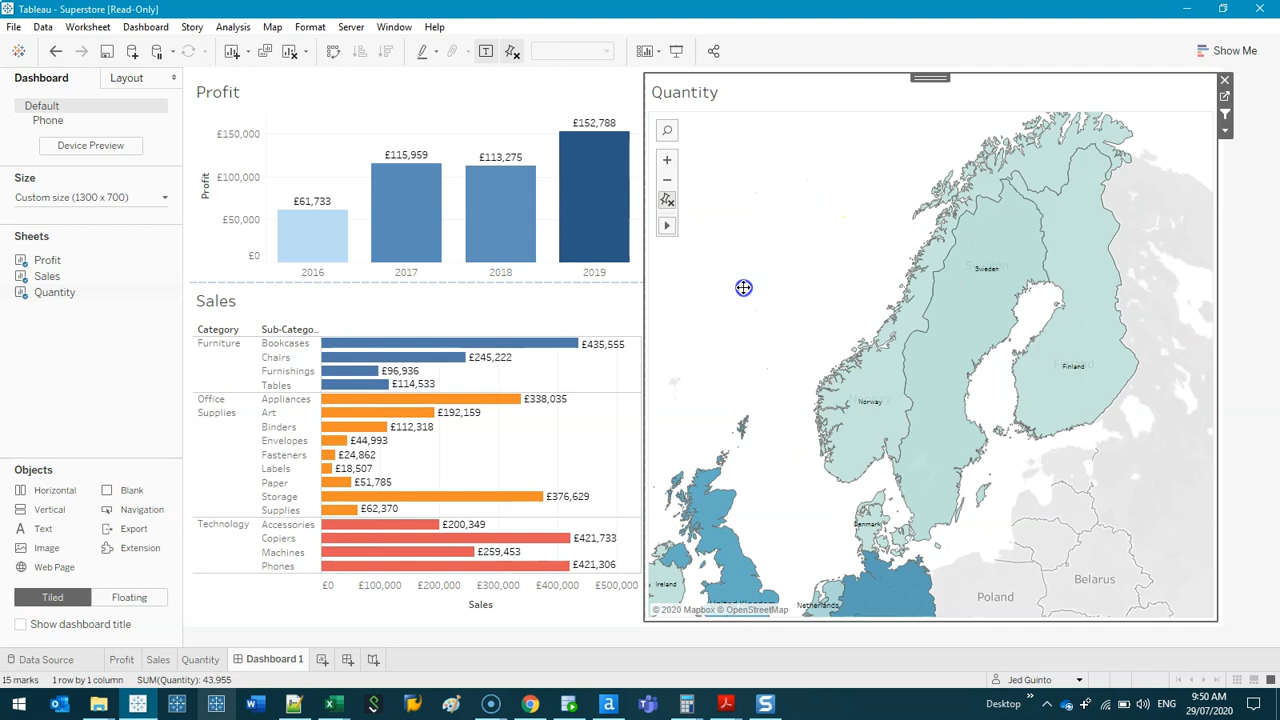 Tableau - Superstore [Read-Only]
File Data Worksheet Dashboard Story Analysis Map Format Server Window Help
Show Me
Dashboard Layout
Default
Phone
Device Preview
Size
Custom size (1300 x 700)
Sheets
Profit
Sales
Quantity
Objects
Horizontal Blank
Vertical Navigation
Text Export
Image Extension
Web Page
Tiled Floating
Show dashboard title
Profit
£152,788
£150,000
£115,959 £113,275
£100,000
£61,733
£50,000
£0
Profit
2016 2017 2018 2019
Sales
Category Sub-Catego..
Furniture Bookcases £435,555
Chairs £245,222
Furnishings £96,936
Tables £114,533
Office Appliances £338,035
Supplies Art £192,159
Binders £112,318
Envelopes £44,993
Fasteners £24,862
Labels £18,507
Paper £51,785
Storage £376,629
Supplies £62,370
Technology Accessories £200,349
Copiers £421,733
Machines £259,453
Phones £421,306
£0 £100,000 £200,000 £300,000 £400,000 £500,000
Sales
Quantity
Sweden
Finland
Norway
Denmark
Ireland
United Kingdom
Netherlands
Poland
Belarus
© 2020 Mapbox © OpenStreetMap
Data Source Profit Sales Quantity Dashboard 1
15 marks 1 row by 1 column SUM(Quantity): 43,955
Jed Guinto
Desktop
ENG
9:50 AM
29/07/2020